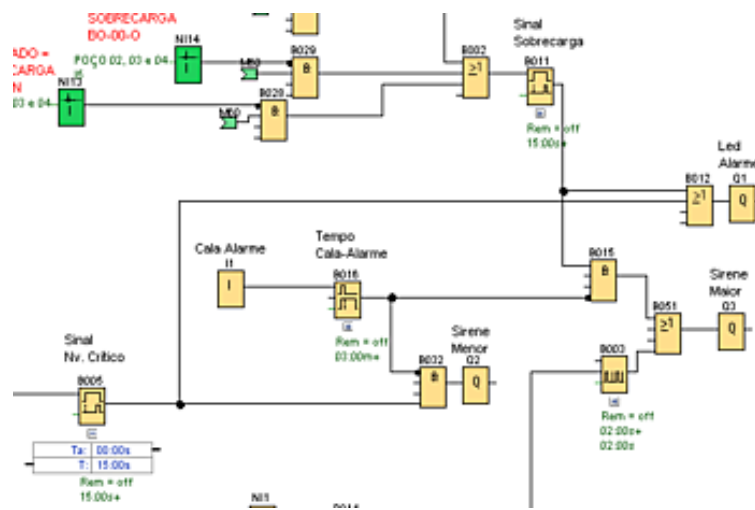 SOBRECARGA
BO-00-O
NI14
POÇO 02, 03 e 04
ADO =
CARGA
N
NI13
03 e 04
B029
M60
B028
B002
≥1
Sinal
Sobrecarga
B011
Rem = off
15:00s+
Led
Alarme
B012
Q1
≥1
Q
Cala Alarme
I1
I
Tempo
Cala-Alarme
B016
Rem = off
03:00m+
B015
Sirene
Maior
B051
Q3
≥1
Q
Sirene
Menor
B032
Q2
Q
B003
Rem = off
02:00s+
02:00s
Sinal
Nv. Crítico
B005
Ta: 00:00s
T: 15:00s
Rem = off
15:00s+
NI1